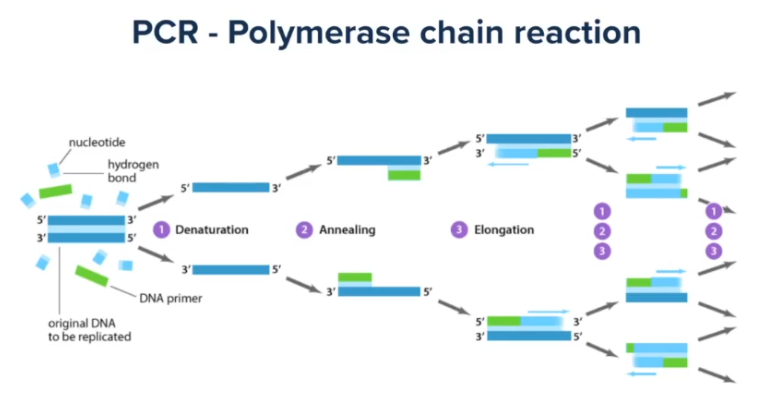 PCR - Polymerase chain reaction
nucleotide
hydrogen
bond
5' 3'
3' 5'
DNA primer
original DNA
to be replicated
5' 3'
1 Denaturation
3' 5'
5' 3'
2 Annealing
3' 5'
5' 3'
3' 5'
3 Elongation
5' 3'
3' 5'
1
2
3
1
2
3